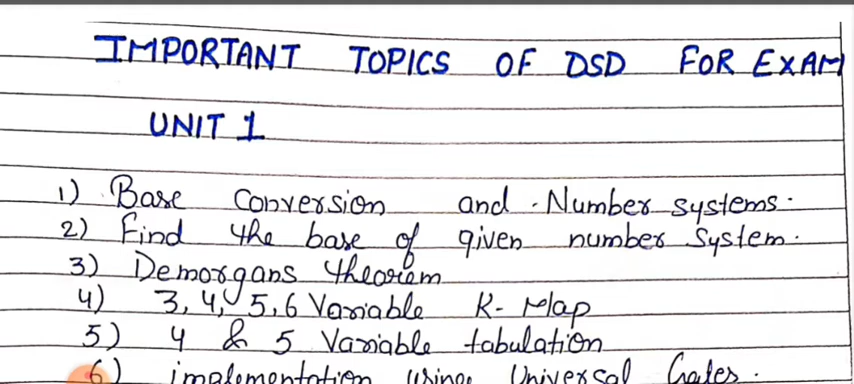 IMPORTANT TOPICS OF DSD FOR EXAM
UNIT 1
1) Base Conversion and Number systems.
2) Find the base of given number system.
3) Demorgans theorem
4) 3, 4, 5, 6 Variable K-Map
5) 4 & 5 Variable tabulation
6) implementation using Universal Gates.